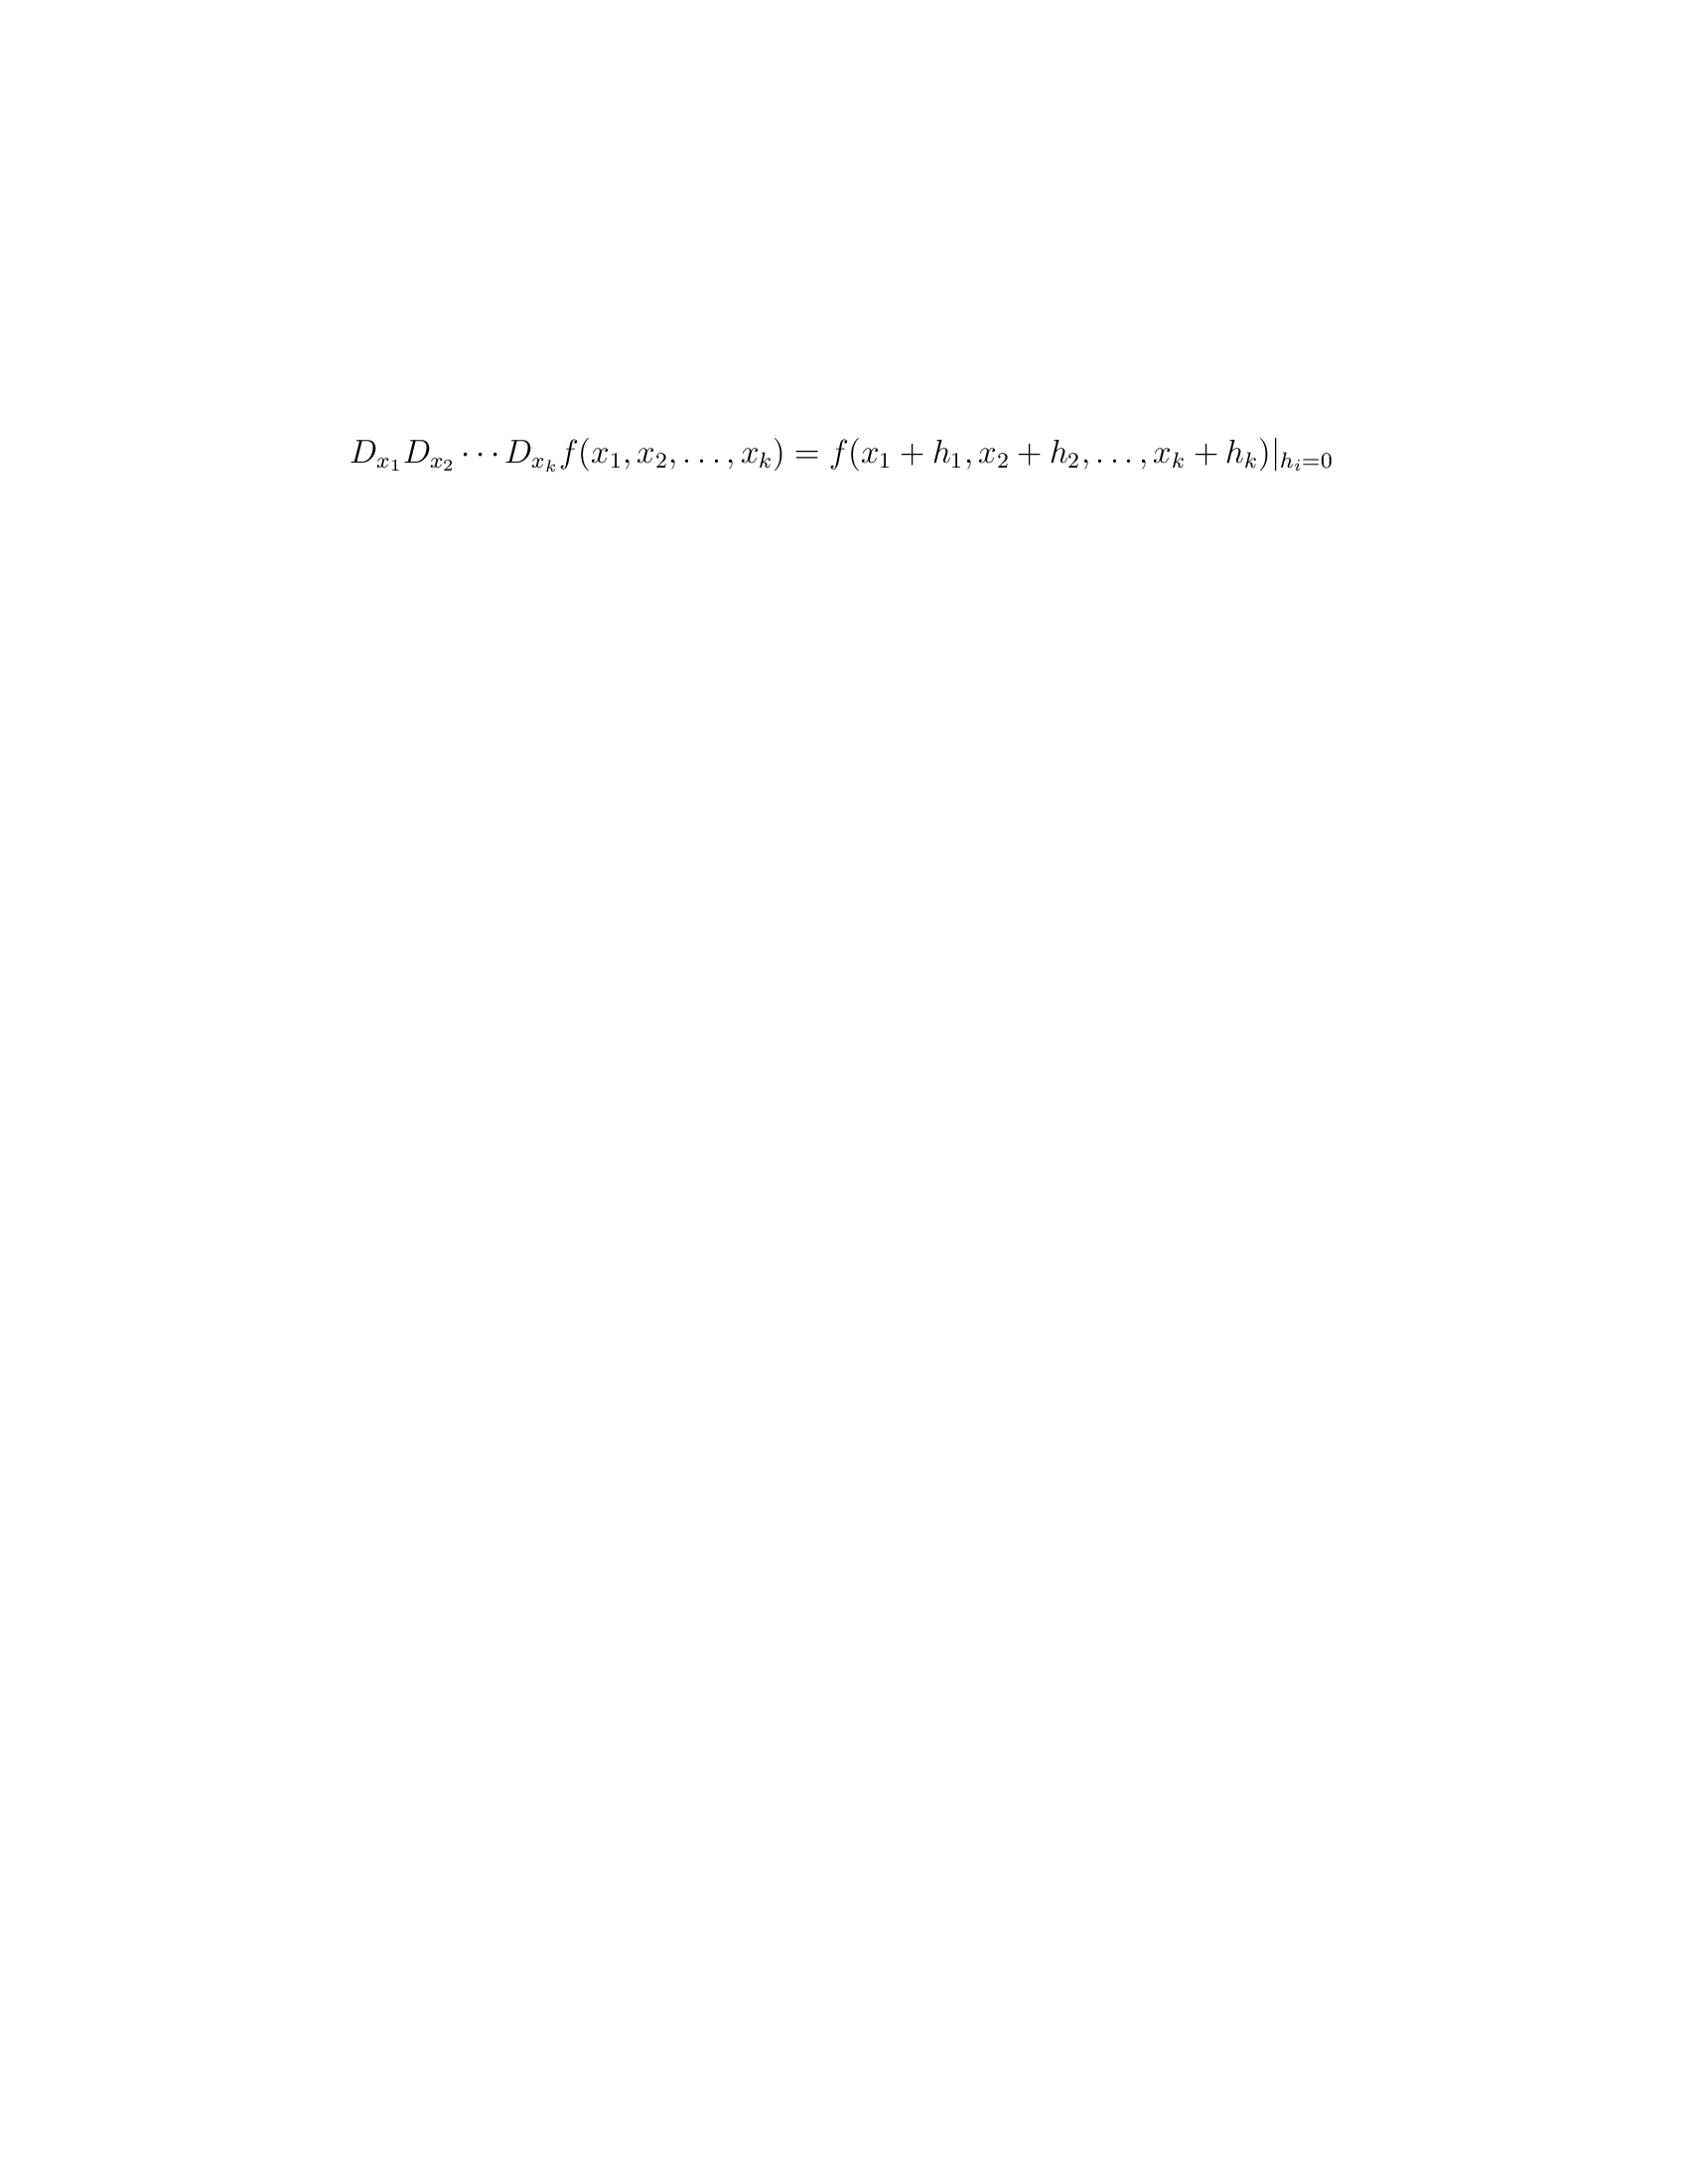 $D_{x_1} D_{x_2} \cdots D_{x_k} f(x_1, x_2, \ldots, x_k) = f(x_1 + h_1, x_2 + h_2, \ldots, x_k + h_k)|_{h_i=0}$